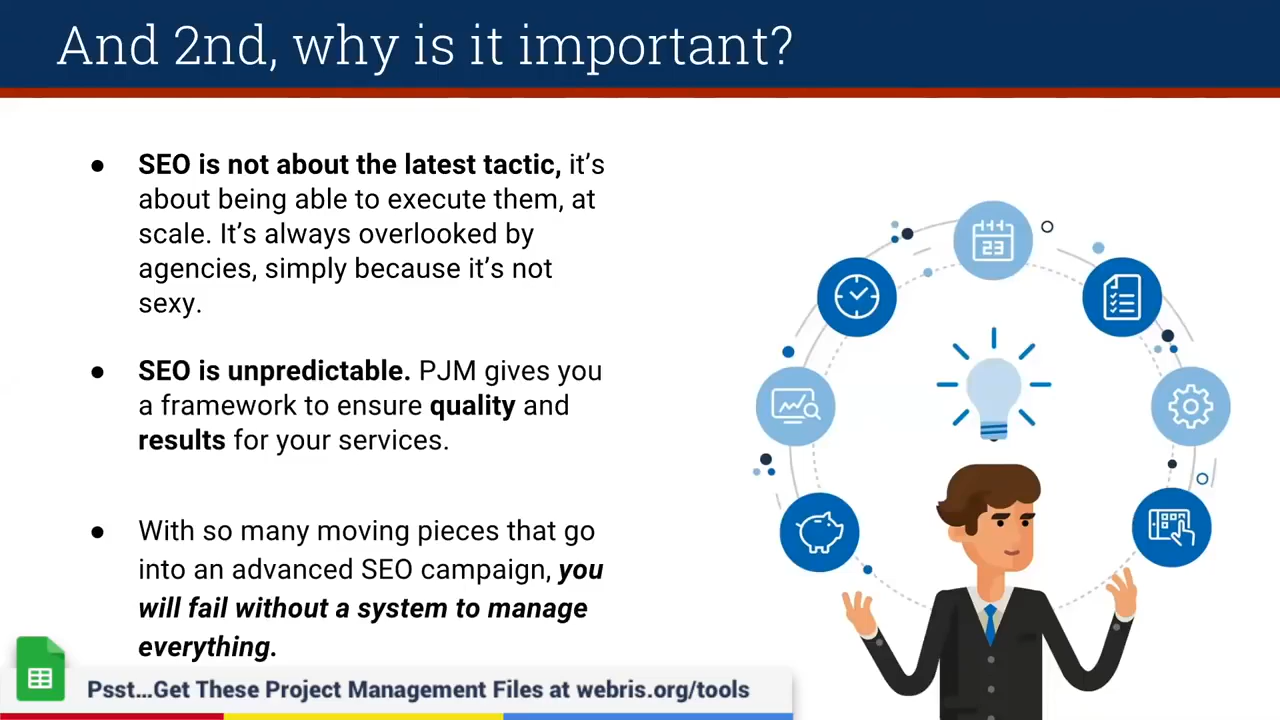 And 2nd, why is it important?
● SEO is not about the latest tactic, it’s
about being able to execute them, at
scale. It’s always overlooked by
agencies, simply because it’s not
sexy.
● SEO is unpredictable. PJM gives you
a framework to ensure quality and
results for your services.
● With so many moving pieces that go
into an advanced SEO campaign, you
will fail without a system to manage
everything.
23
Psst...Get These Project Management Files at webris.org/tools